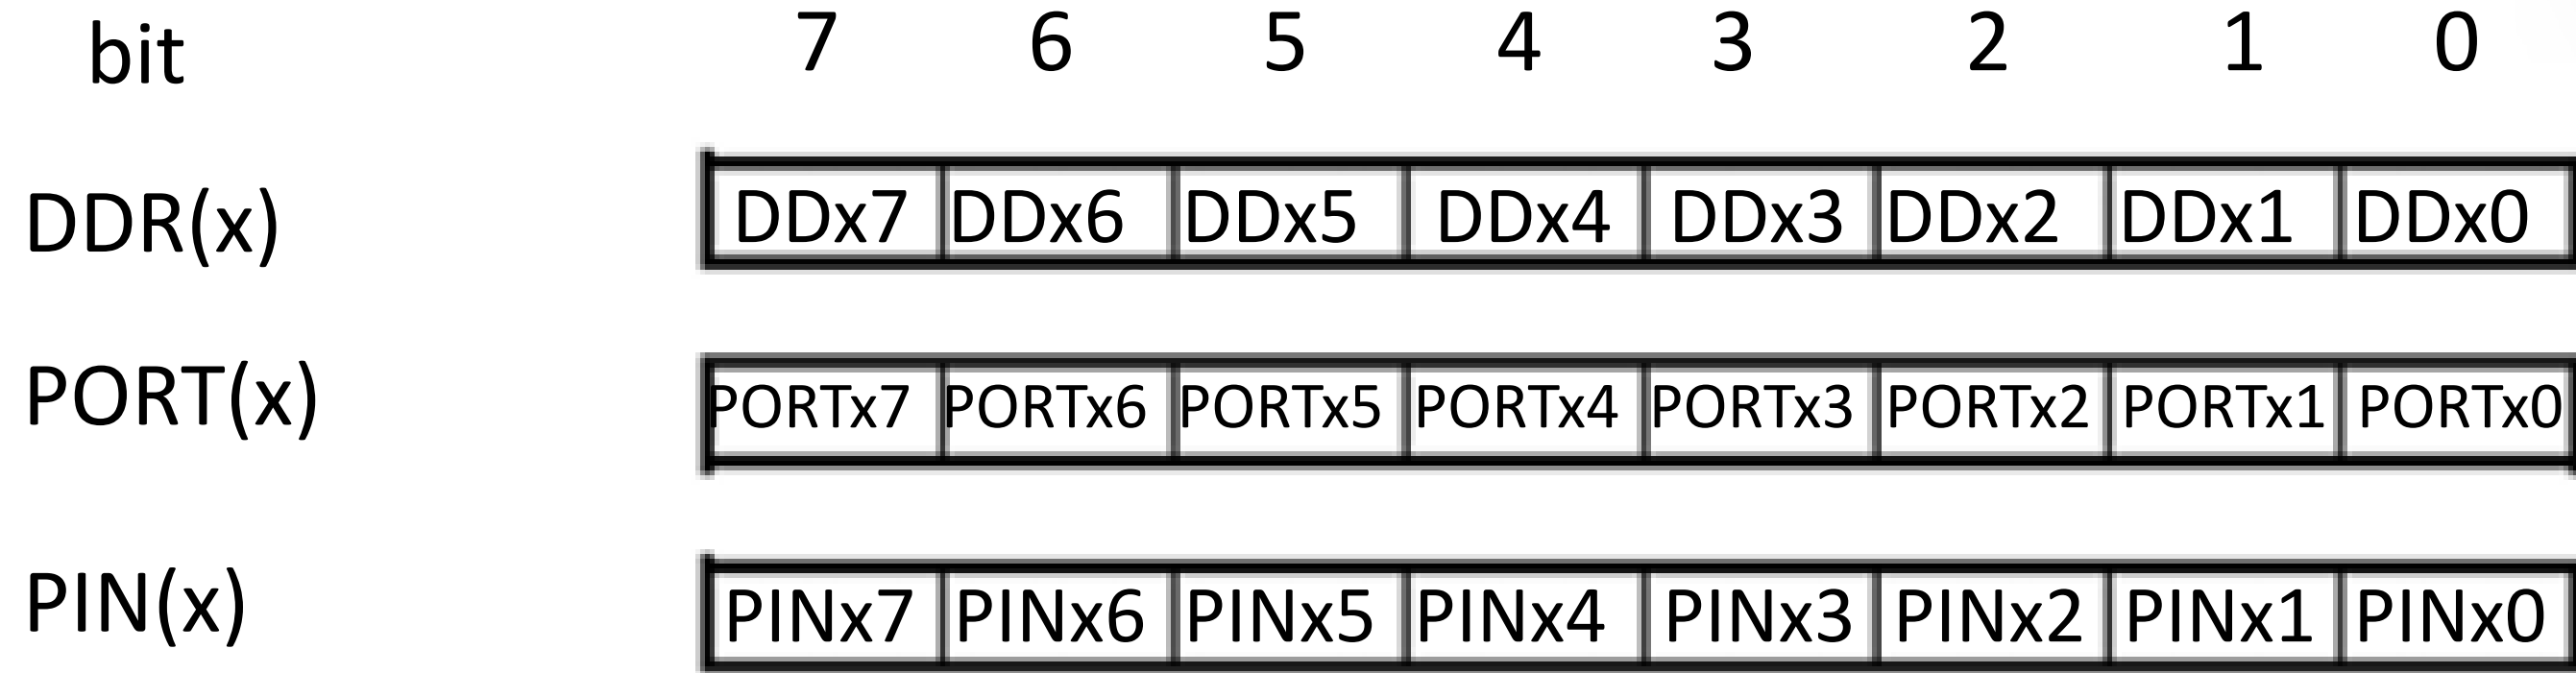 bit 7 6 5 4 3 2 1 0
DDR(x) DDx7 DDx6 DDx5 DDx4 DDx3 DDx2 DDx1 DDx0
PORT(x) PORTx7 PORTx6 PORTx5 PORTx4 PORTx3 PORTx2 PORTx1 PORTx0
PIN(x) PINx7 PINx6 PINx5 PINx4 PINx3 PINx2 PINx1 PINx0